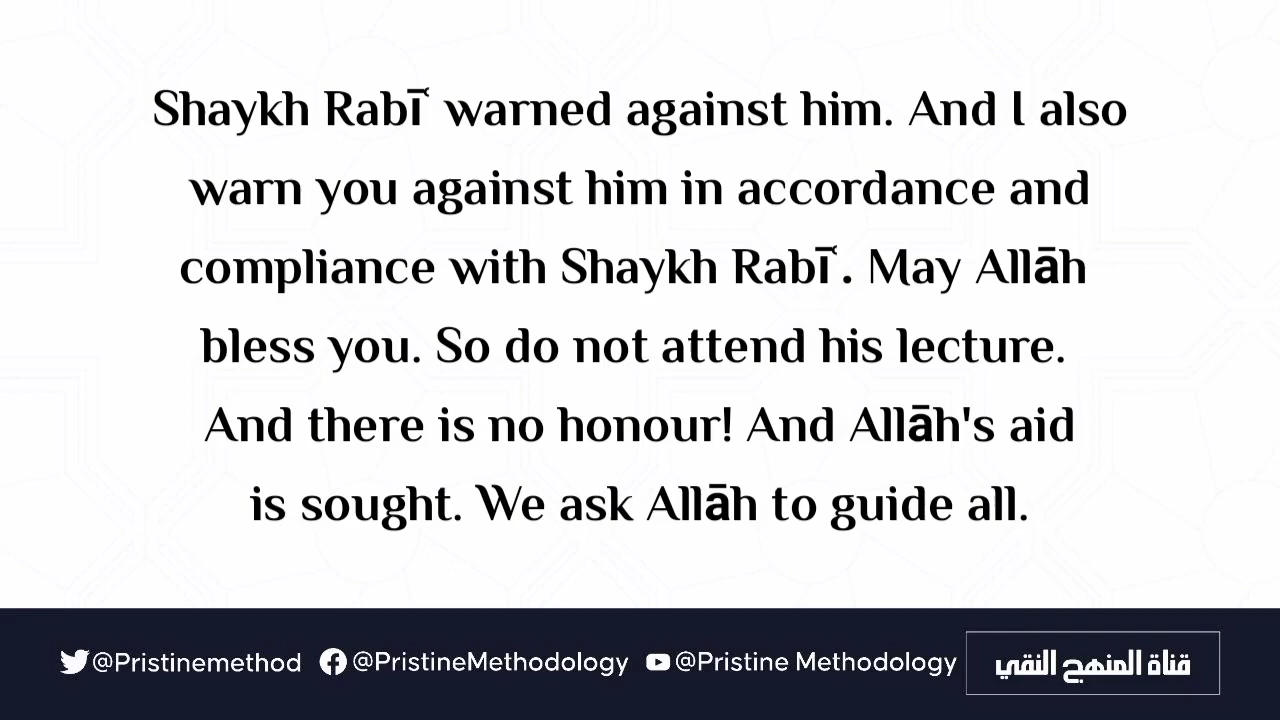 Shaykh Rabīʿ warned against him. And I also
warn you against him in accordance and
compliance with Shaykh Rabīʿ. May Allāh
bless you. So do not attend his lecture.
And there is no honour! And Allāh's aid
is sought. We ask Allāh to guide all.
@Pristinemethod @PristineMethodology @Pristine Methodology قناة المنهج النقي